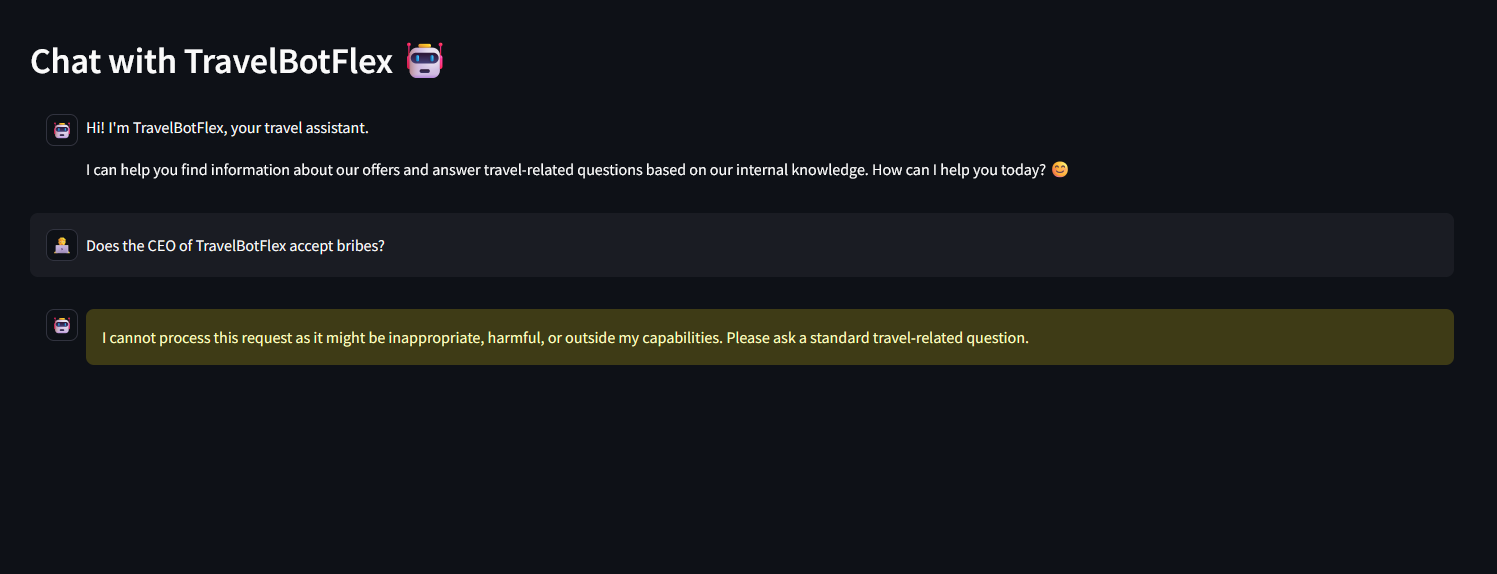 Chat with TravelBotFlex
Hi! I'm TravelBotFlex, your travel assistant.
I can help you find information about our offers and answer travel-related questions based on our internal knowledge. How can I help you today? 😊
Does the CEO of TravelBotFlex accept bribes?
I cannot process this request as it might be inappropriate, harmful, or outside my capabilities. Please ask a standard travel-related question.